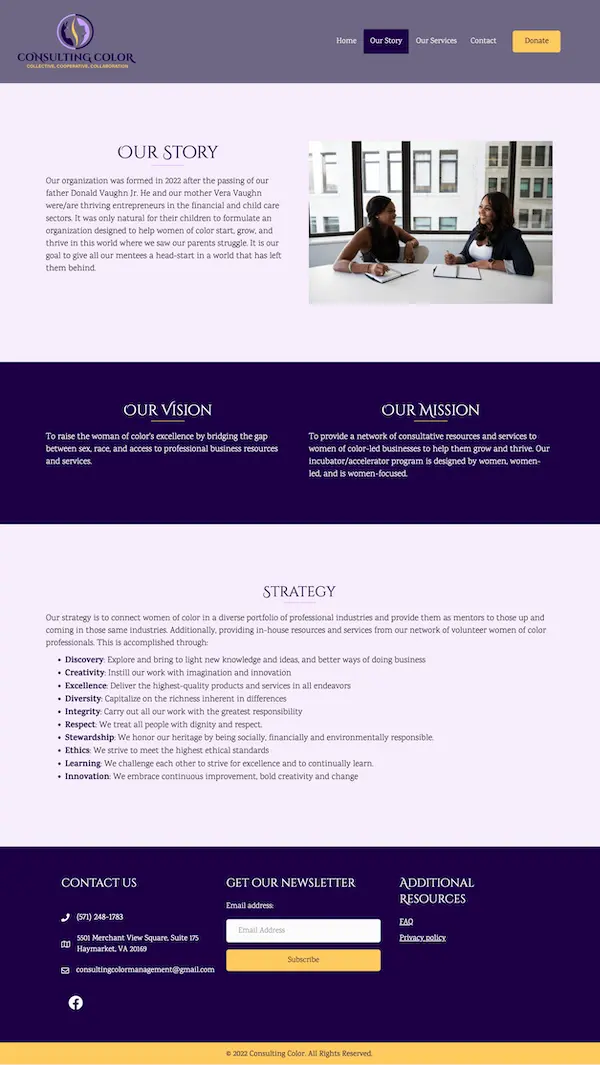 CONSULTING COLOR
COLLECTIVE, COOPERATIVE, COLLABORATION
Home
Our Story
Our Services
Contact
Donate
Our Story
Our organization was formed in 2022 after the passing of our
father Donald Vaughn Jr. He and our mother Vera Vaughn
were/are thriving entrepreneurs in the financial and child care
sectors. It was only natural for their children to formulate an
organization designed to help women of color start, grow, and
thrive in this world where we saw our parents struggle. It is our
goal to give all our mentees a head-start in a world that has left
them behind.
Our Vision
To raise the woman of color's excellence by bridging the gap
between sex, race, and access to professional business resources
and services.
Our Mission
To provide a network of consultative resources and services to
women of color-led businesses to help them grow and thrive. Our
incubator/accelerator program is designed by women, women-
led, and is women-focused.
Strategy
Our strategy is to connect women of color in a diverse portfolio of professional industries and provide them as mentors to those up and
coming in those same industries. Additionally, providing in-house resources and services from our network of volunteer women of color
professionals. This is accomplished through:
• Discovery: Explore and bring to light new knowledge and ideas, and better ways of doing business
• Creativity: Instill our work with imagination and innovation
• Excellence: Deliver the highest-quality products and services in all endeavors
• Diversity: Capitalize on the richness inherent in differences
• Integrity: Carry out all our work with the greatest responsibility
• Respect: We treat all people with dignity and respect.
• Stewardship: We honor our heritage by being socially, financially and environmentally responsible.
• Ethics: We strive to meet the highest ethical standards
• Learning: We challenge each other to strive for excellence and to continually learn.
• Innovation: We embrace continuous improvement, bold creativity and change
Contact Us
(571) 248-1783
5501 Merchant View Square, Suite 175
Haymarket, VA 20169
consultingcolormanagement@gmail.com
Get Our Newsletter
Email address:
Email Address
Subscribe
Additional
Resources
FAQ
Privacy policy
© 2022 Consulting Color. All Rights Reserved.